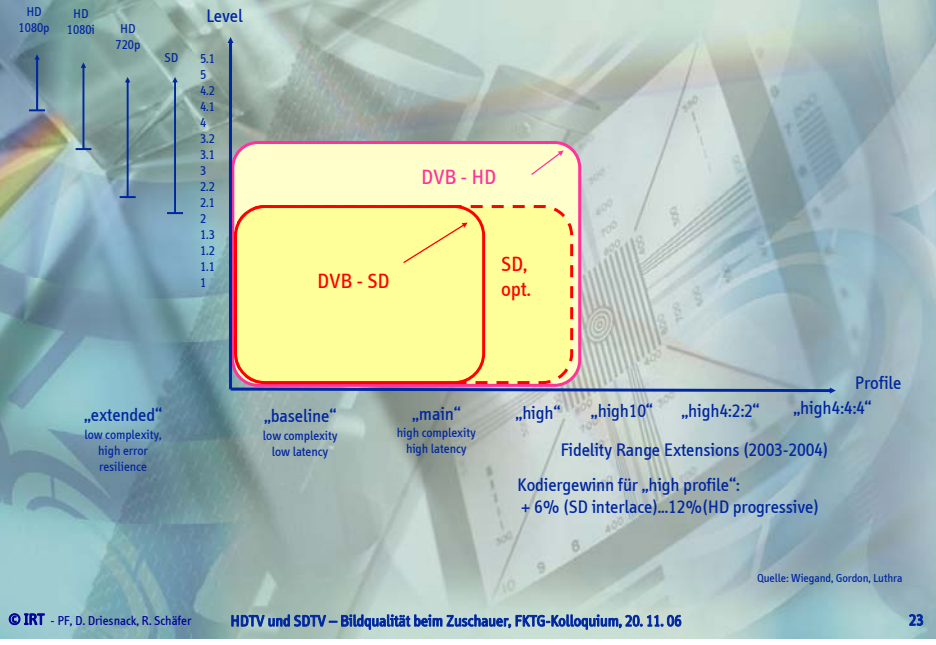 HD
1080p
HD
1080i
HD
720p
SD
Level
5.1
5
4.2
4.1
4
3.2
3.1
3
2.2
2.1
2
1.3
1.2
1.1
1
DVB - HD
DVB - SD
SD,
opt.
Profile
„extended“
low complexity,
high error
resilience
„baseline“
low complexity
low latency
„main“
high complexity
high latency
„high“
„high10“
„high4:2:2“
„high4:4:4“
Fidelity Range Extensions (2003-2004)
Kodiergewinn für „high profile“:
+ 6% (SD interlace)...12%(HD progressive)
Quelle: Wiegand, Gordon, Luthra
© IRT - PF, D. Driesnack, R. Schäfer
HDTV und SDTV – Bildqualität beim Zuschauer, FKTG-Kolloquium, 20. 11. 06
23